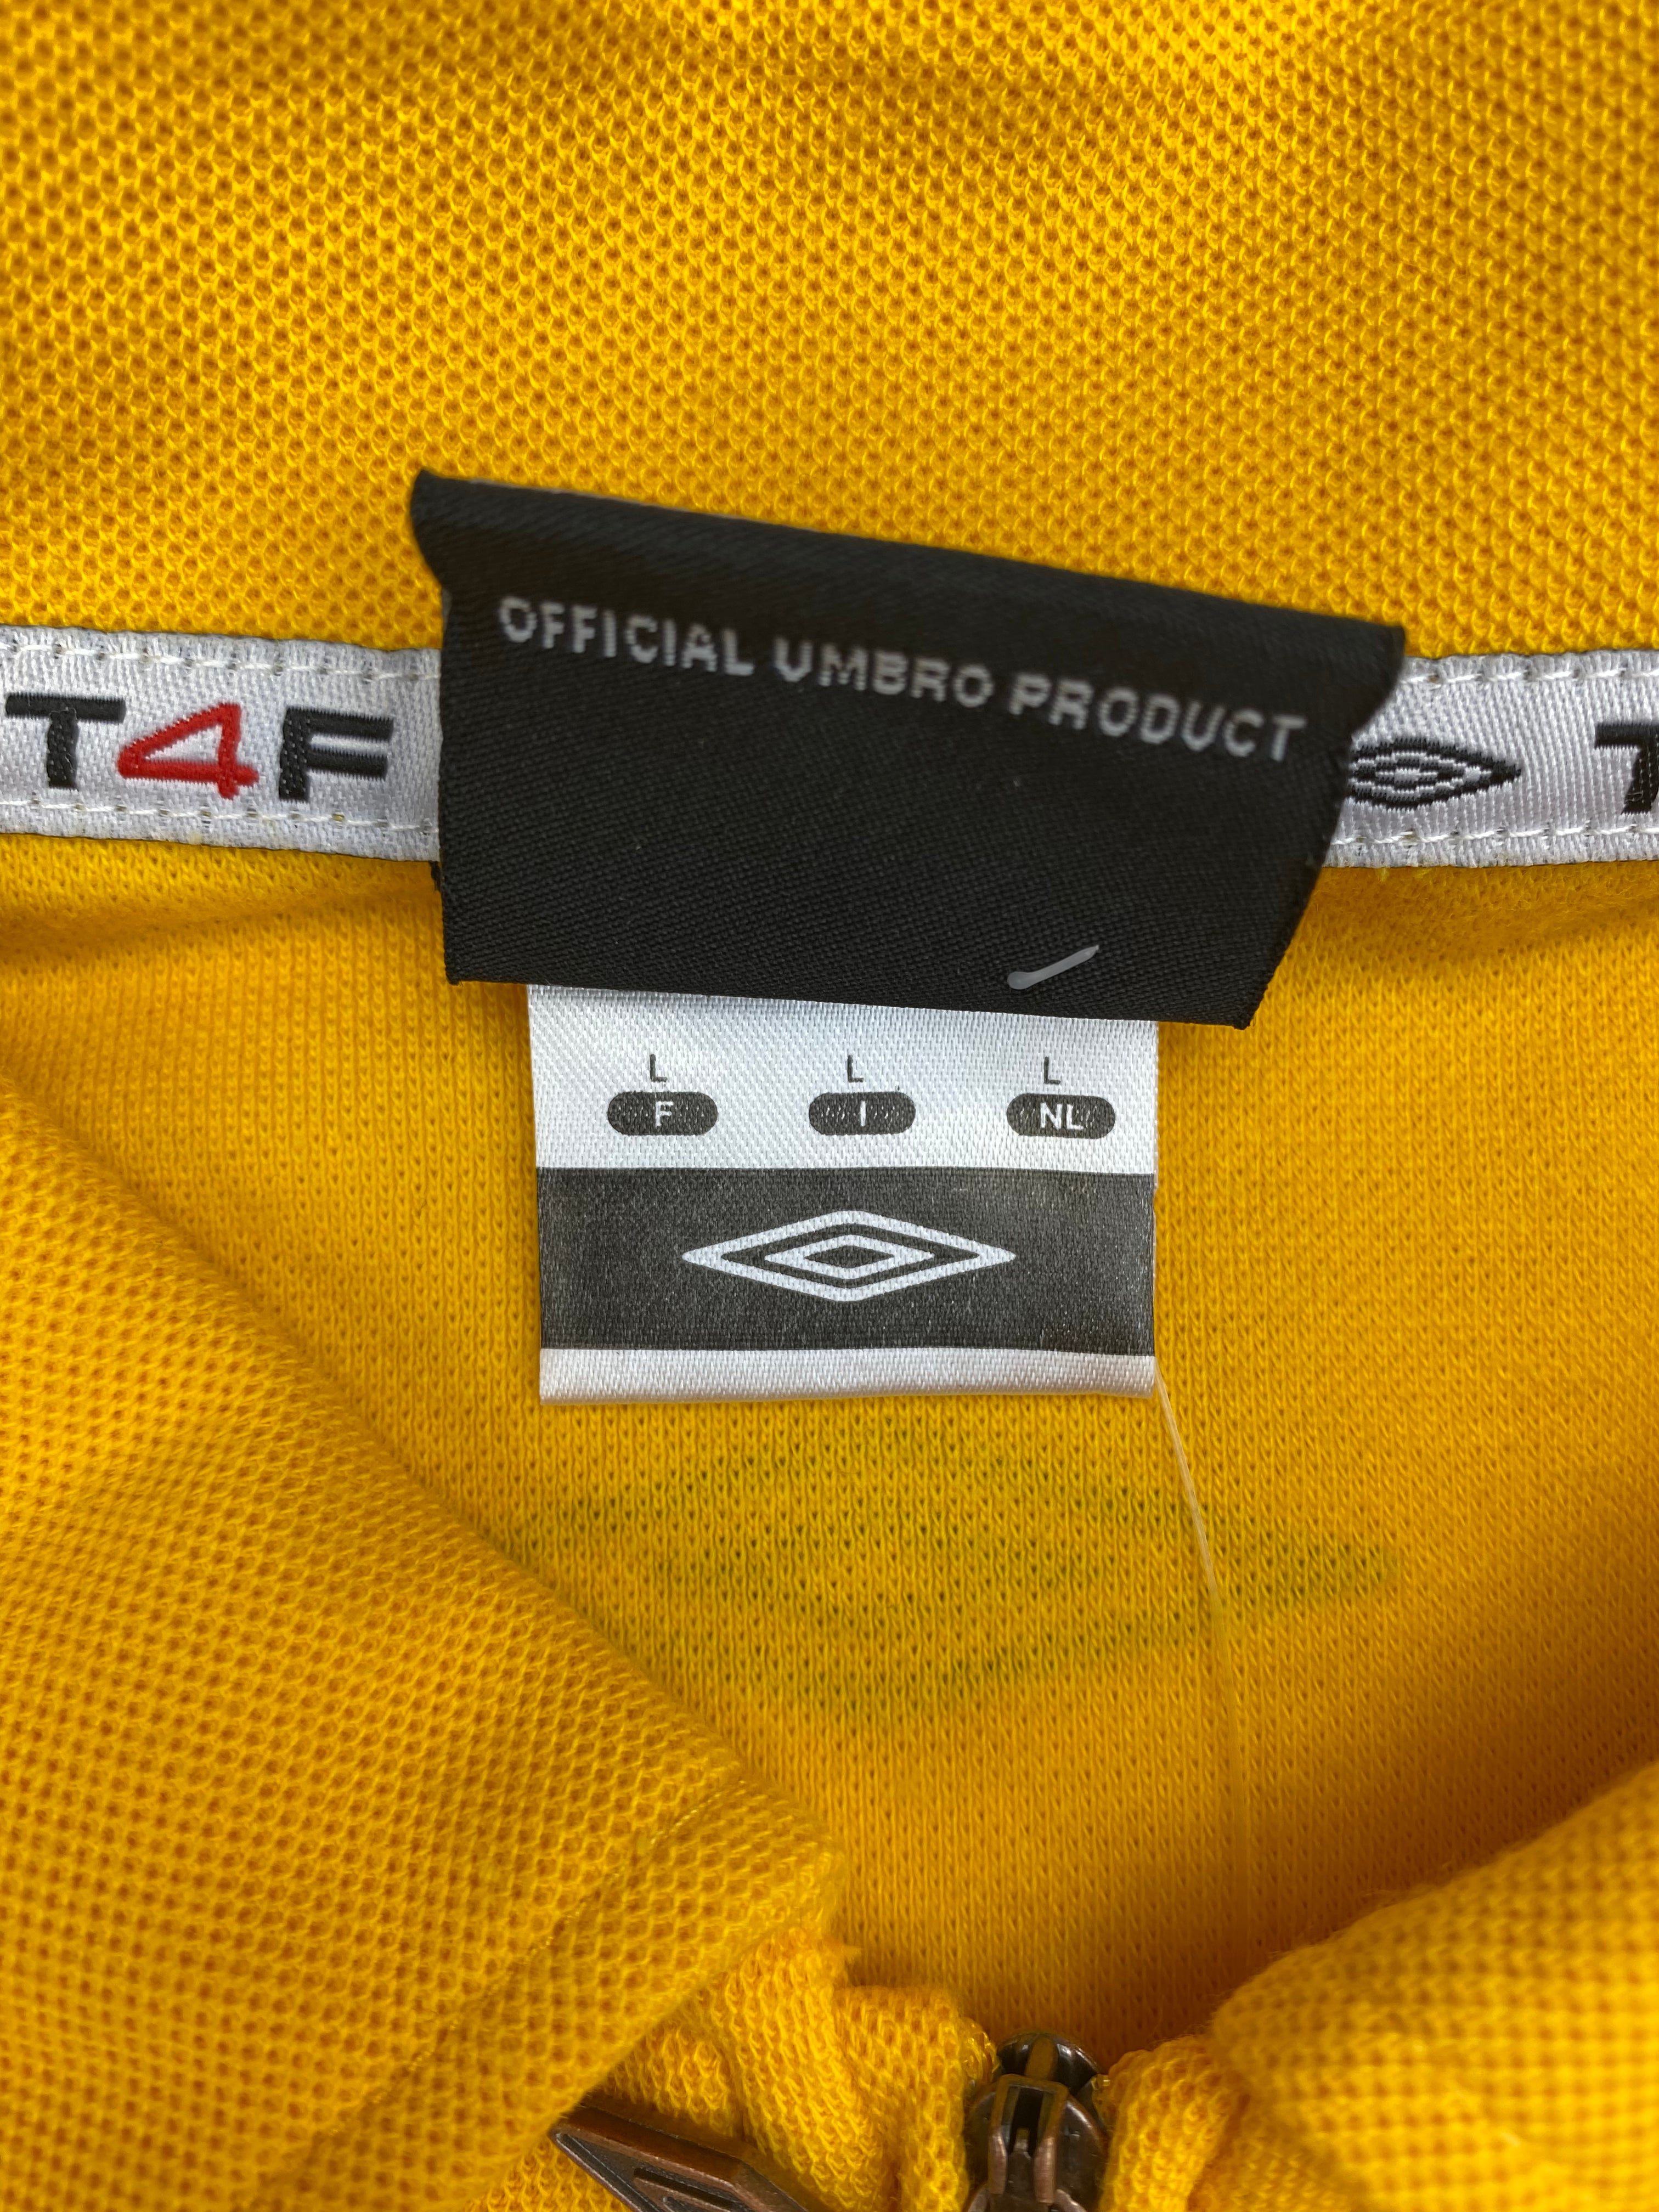 OFFICIAL UMBRO PRODUCT
T4F
T
L L L
F I NL